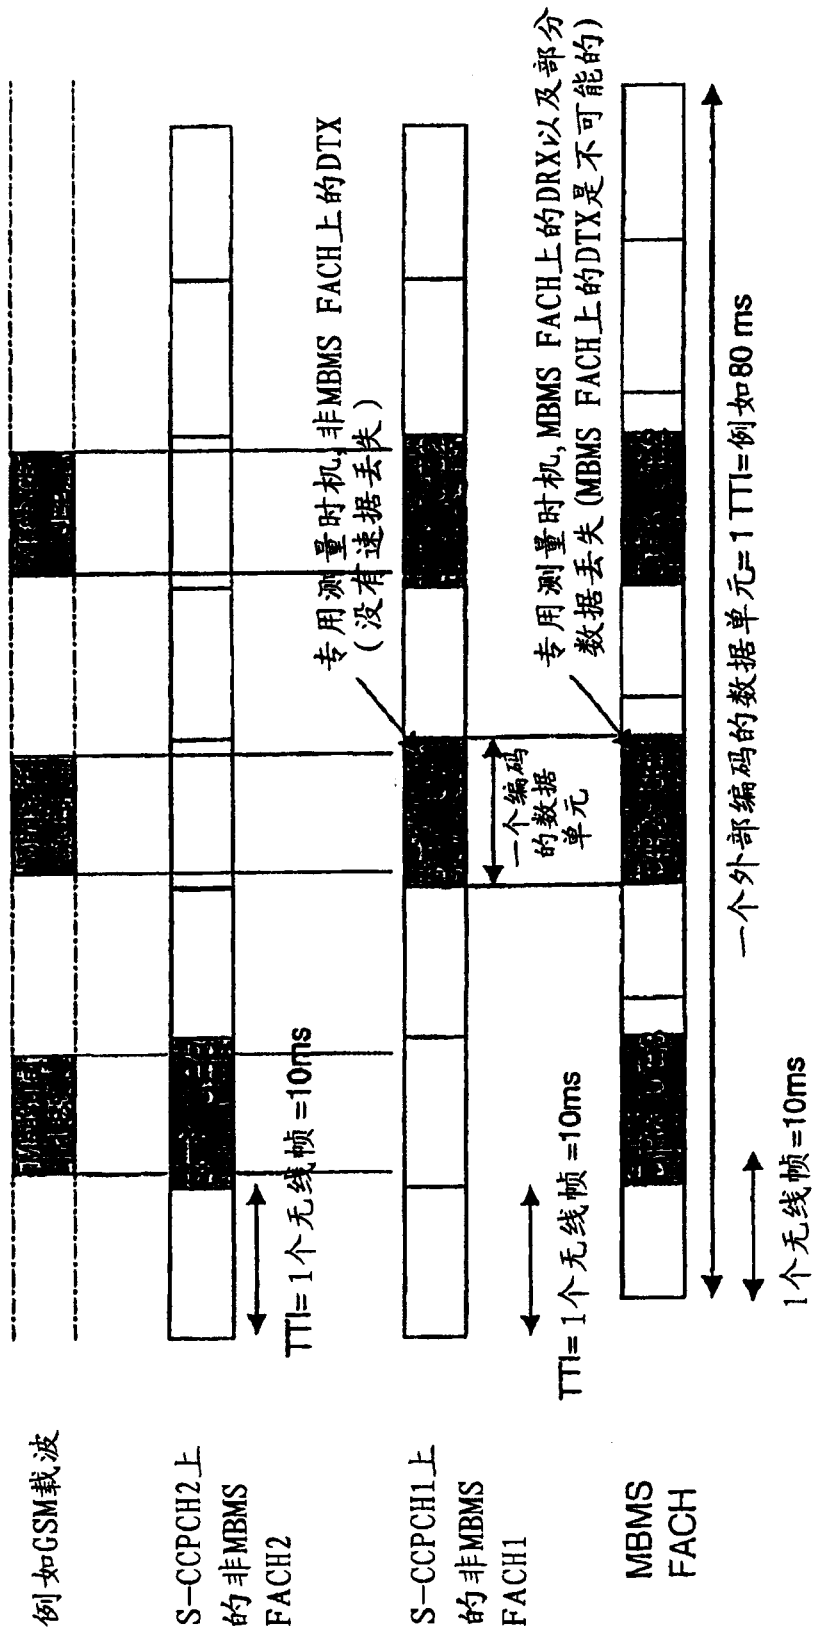 例如GSM载波
S-CCPCH2上
的非MBMS
FACH2
TTI=1个无线帧=10ms
专用测量时机,非MBMS FACH上的DTX
(没有速据丢失)
S-CCPCH1上
的非MBMS
FACH1
TTI=1个无线帧=10ms
一个编码
的数据
单元
专用测量时机,MBMS FACH上的DRX以及部分
数据丢失(MBMS FACH上的DTX是不可能的)
MBMS
FACH
一个外部编码的数据单元=1 TTI=例如80 ms
1个无线帧=10ms